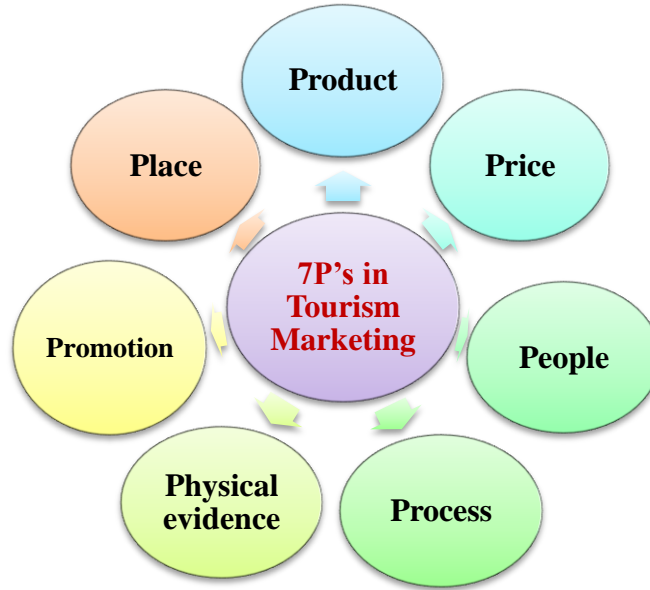 Product
Place
Price
7P’s in
Tourism
Marketing
Promotion
People
Physical
evidence
Process